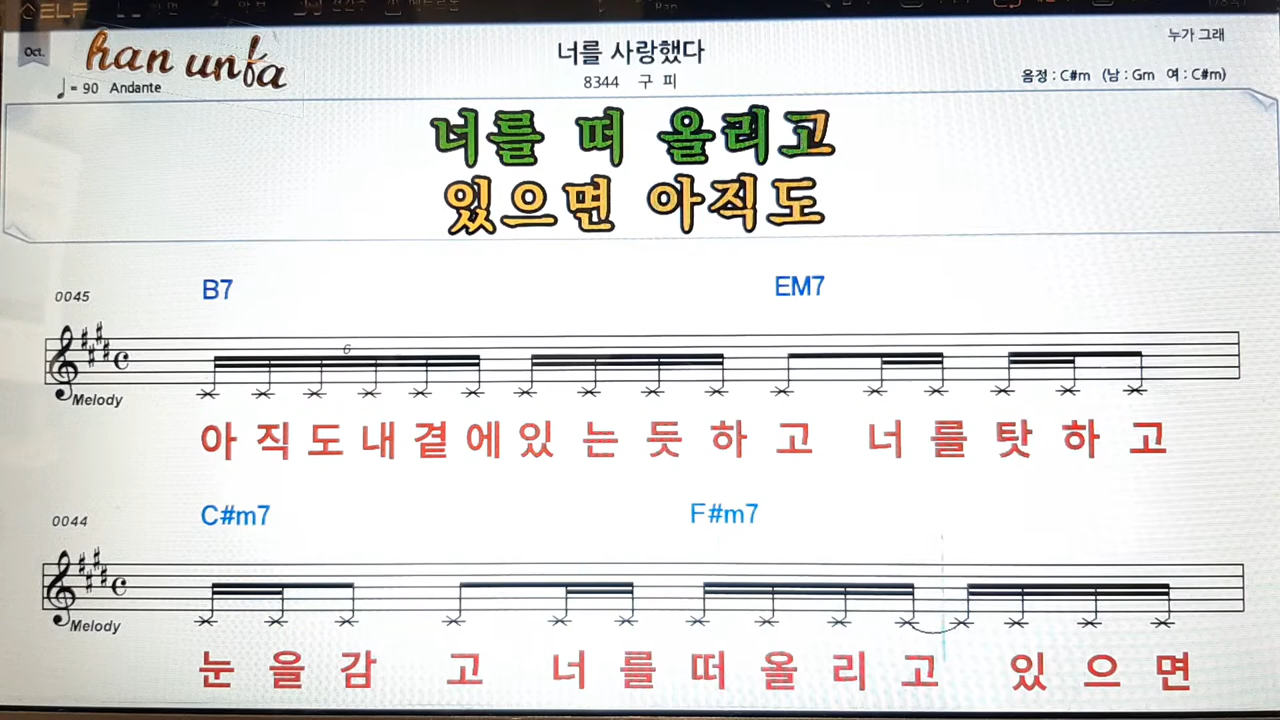 Oct.
han unfa
너를 사랑했다
누가 그래
8344 구 피
♩ = 90 Andante
음정 : C#m (남 : Gm 여 : C#m)
너를 떠 올리고
있으면 아직도
0045
B7 EM7
6
Melody
아 직 도 내 곁 에 있 는 듯 하 고 너 를 탓 하 고
0044
C#m7 F#m7
Melody
눈 을 감 고 너 를 떠 올 리 고 있 으 면